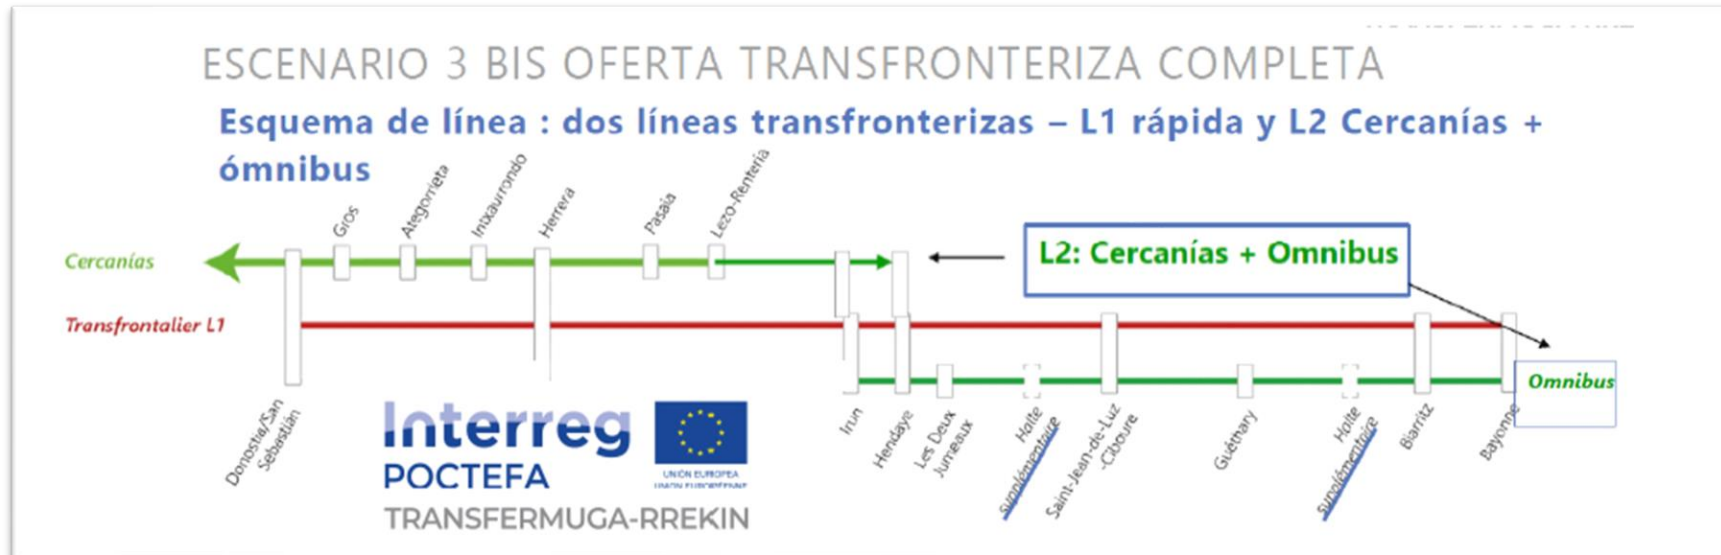 ESCENARIO 3 BIS OFERTA TRANSFRONTERIZA COMPLETA
Esquema de línea : dos líneas transfronterizas – L1 rápida y L2 Cercanías +
ómnibus
Gros
Ategorrieta
Intxaurrondo
Herrera
Pasaia
Lezo-Renteria
Cercanías
L2: Cercanías + Omnibus
Transfrontalier L1
Omnibus
Donostia/San
Sebastián
Irun
Hendaye
Les Deux
Jumeaux
Halte
supplémentaire
Saint-Jean-de-Luz
-Ciboure
Guéthary
Halte
supplémentaire
Biarritz
Bayonne
Interreg
POCTEFA
UNIÓN EUROPEA
UNION EUROPÉENNE
TRANSFERMUGA-RREKIN